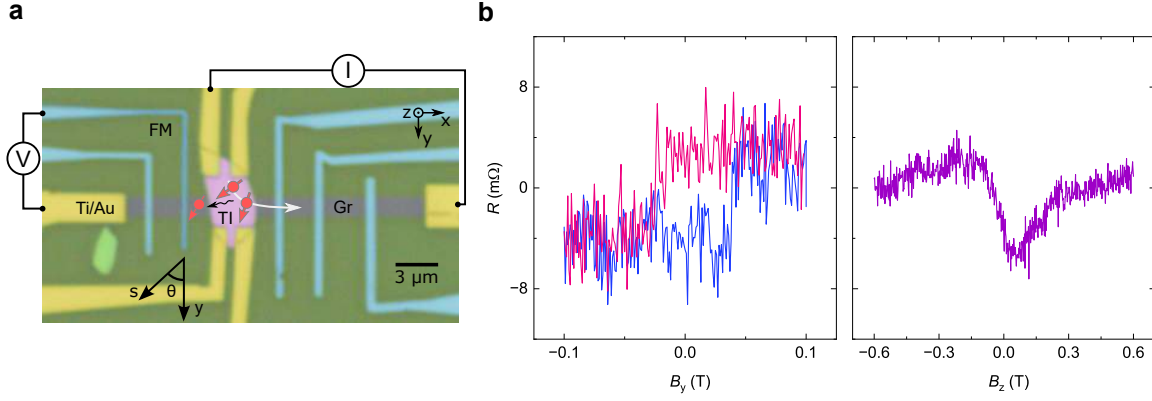 a
b
I
FM
z
x
y
V
Ti/Au
TI
Gr
3 μm
s
θ
y
R (mΩ)
8
0
−8
−0.1
0.0
0.1
By (T)
−0.6
−0.3
0.0
0.3
0.6
Bz (T)